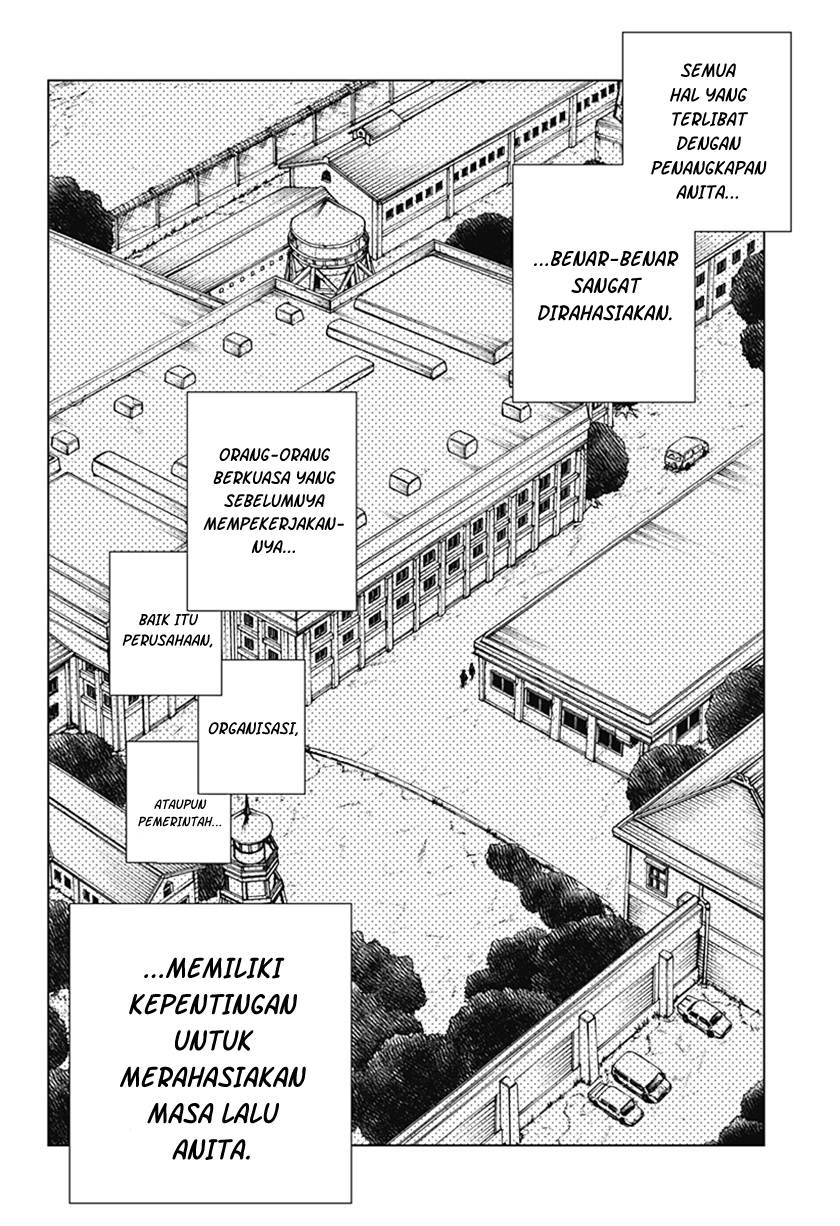 SEMUA
HAL YANG
TERLIBAT
DENGAN
PENANGKAPAN
ANITA...
...BENAR-BENAR
SANGAT
DIRAHASIAKAN.
ORANG-ORANG
BERKUASA YANG
SEBELUMNYA
MEMPEKERJAKAN-
NYA...
BAIK ITU
PERUSAHAAN,
ORGANISASI,
ATAUPUN
PEMERINTAH...
...MEMILIKI
KEPENTINGAN
UNTUK
MERAHASIAKAN
MASA LALU
ANITA.